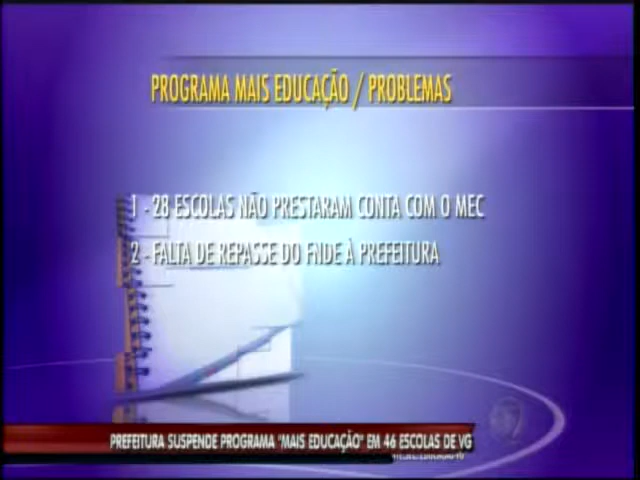 PROGRAMA MAIS EDUCAÇÃO / PROBLEMAS
1 - 28 ESCOLAS NÃO PRESTARAM CONTA COM O MEC
2 - FALTA DE REPASSE DO FNDE À PREFEITURA
PREFEITURA SUSPENDE PROGRAMA "MAIS EDUCAÇÃO" EM 46 ESCOLAS DE VG